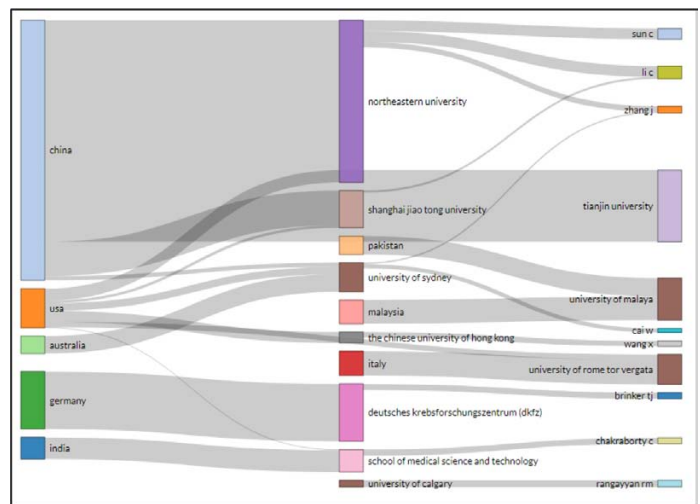 china
usa
australia
germany
india
northeastern university
shanghai jiao tong university
pakistan
university of sydney
malaysia
the chinese university of hong kong
italy
deutsches krebsforschungszentrum (dkfz)
school of medical science and technology
university of calgary
sun c
li c
zhang j
tianjin university
university of malaya
cai w
wang x
university of rome tor vergata
brinker tj
chakraborty c
rangayyan rm